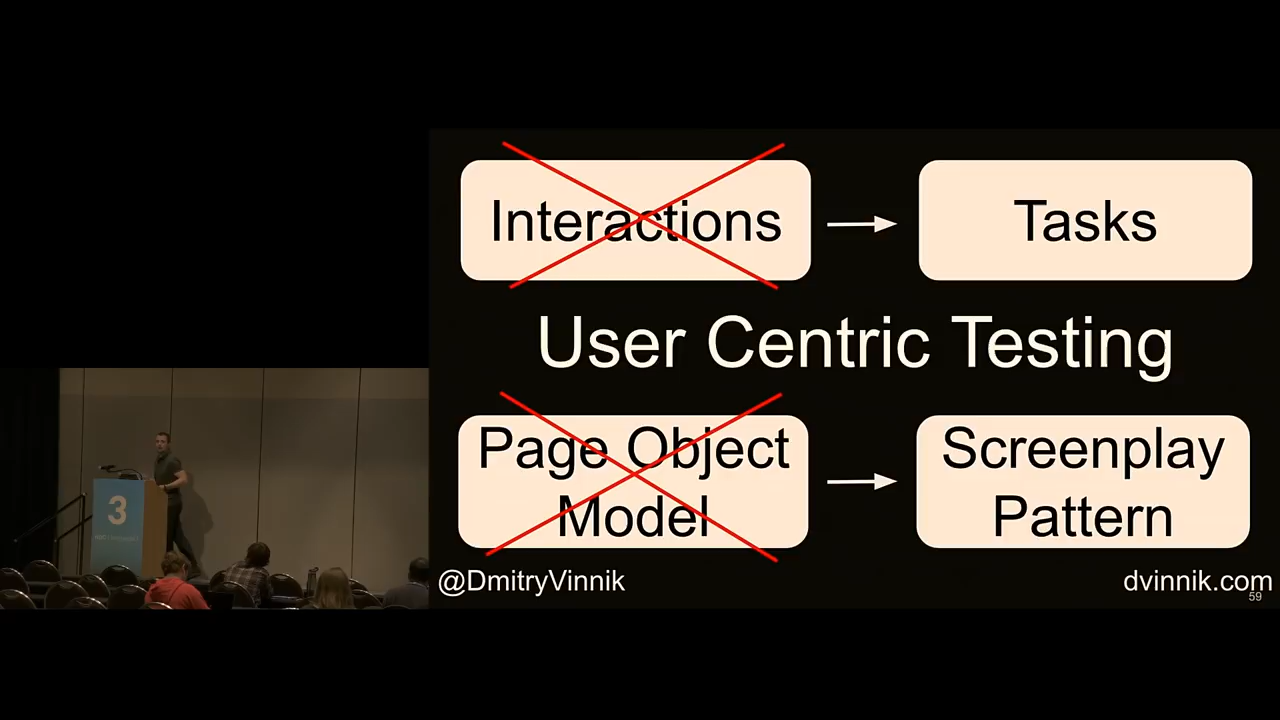 Interactions
Tasks
User Centric Testing
Page Object
Model
Screenplay
Pattern
@DmitryVinnik
dvinnik.com
59
3